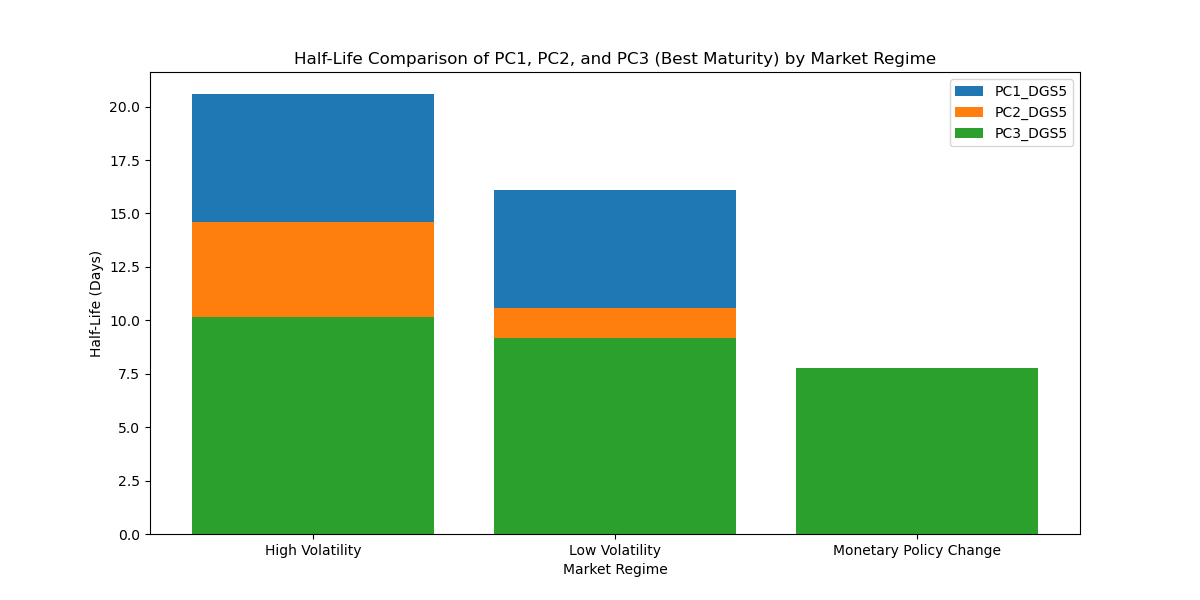 Half-Life Comparison of PC1, PC2, and PC3 (Best Maturity) by Market Regime
PC1_DGS5
PC2_DGS5
PC3_DGS5
Half-Life (Days)
20.0
17.5
15.0
12.5
10.0
7.5
5.0
2.5
0.0
High Volatility
Low Volatility
Monetary Policy Change
Market Regime